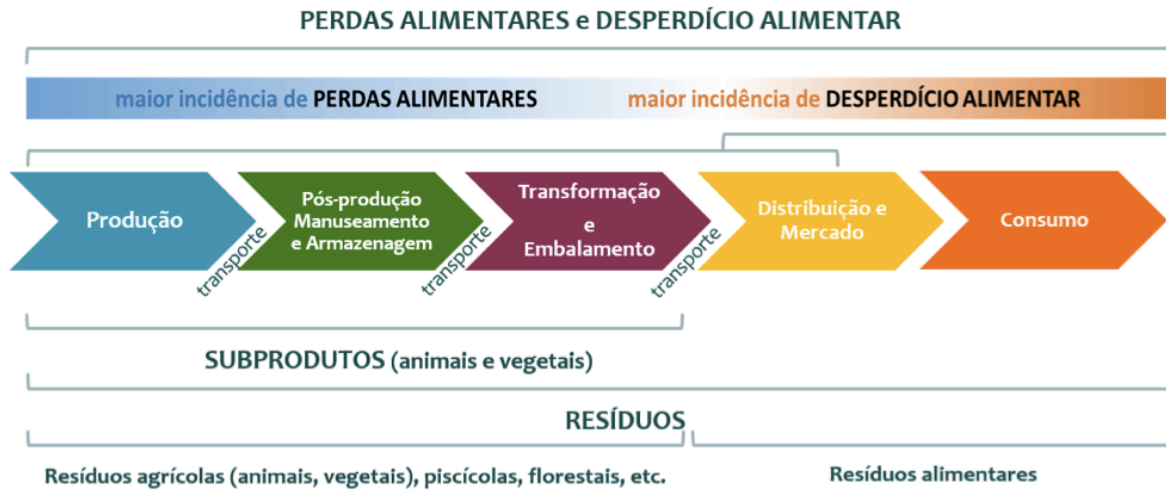 PERDAS ALIMENTARES e DESPERDÍCIO ALIMENTAR
maior incidência de PERDAS ALIMENTARES
maior incidência de DESPERDÍCIO ALIMENTAR
Produção
transporte
Pós-produção
Manuseamento
e Armazenagem
transporte
Transformação
e
Embalamento
transporte
Distribuição e
Mercado
Consumo
SUBPRODUTOS (animais e vegetais)
RESÍDUOS
Resíduos agrícolas (animais, vegetais), piscícolas, florestais, etc.
Resíduos alimentares